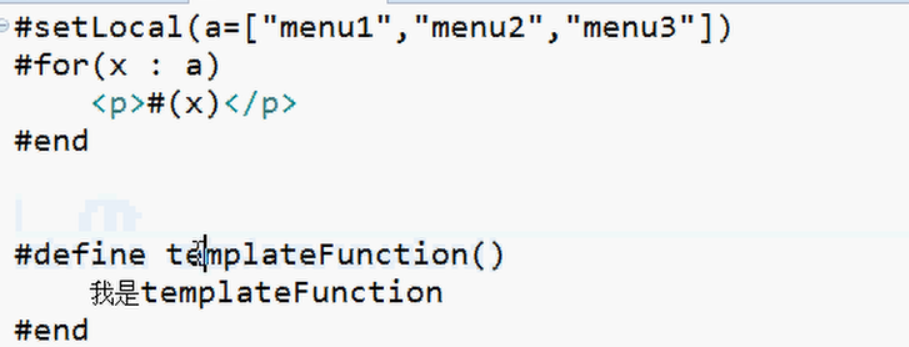 #setLocal(a=["menu1","menu2","menu3"])
#for(x : a)
<p>#(x)</p>
#end
#define templateFunction()
我是templateFunction
#end